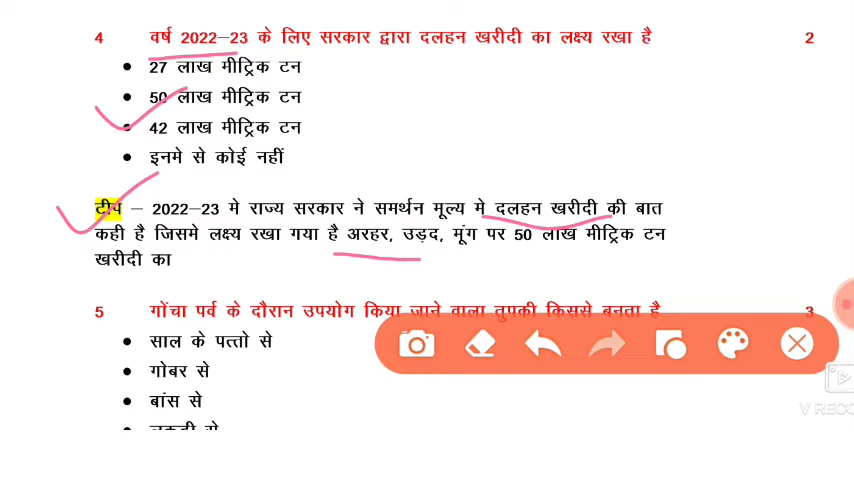 4 वर्ष 2022–23 के लिए सरकार द्वारा दलहन खरीदी का लक्ष्य रखा है 2
• 27 लाख मीट्रिक टन
• 50 लाख मीट्रिक टन
• 42 लाख मीट्रिक टन
• इनमे से कोई नहीं
टीप – 2022–23 मे राज्य सरकार ने समर्थन मूल्य मे दलहन खरीदी की बात
कही है जिसमे लक्ष्य रखा गया है अरहर, उड़द, मूंग पर 50 लाख मीट्रिक टन
खरीदी का
5 गोंचा पर्व के दौरान उपयोग किया जाने वाला तुपकी किससे बनता है 3
• साल के पत्तो से
• गोबर से
• बांस से
V RECO